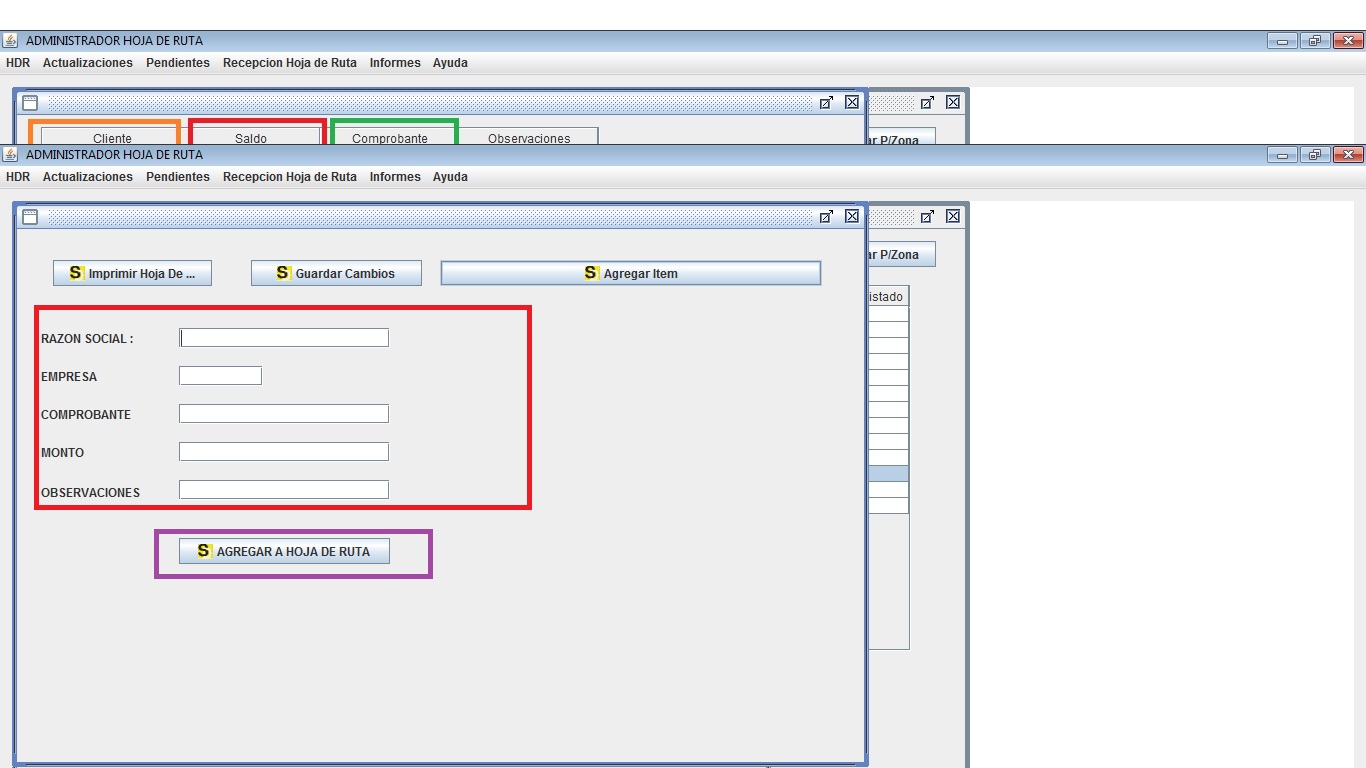 ADMINISTRADOR HOJA DE RUTA
HDR Actualizaciones Pendientes Recepcion Hoja de Ruta Informes Ayuda
Cliente Saldo Comprobante Observaciones
P/Zona
ADMINISTRADOR HOJA DE RUTA
HDR Actualizaciones Pendientes Recepcion Hoja de Ruta Informes Ayuda
ar P/Zona
S Imprimir Hoja De ... S Guardar Cambios S Agregar Item
istado
RAZON SOCIAL :
EMPRESA
COMPROBANTE
MONTO
OBSERVACIONES
S AGREGAR A HOJA DE RUTA